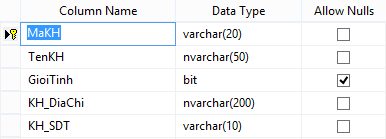 Column Name Data Type Allow Nulls
MaKH varchar(20)
TenKH nvarchar(50)
GioiTinh bit
KH_DiaChi nvarchar(200)
KH_SDT varchar(10)